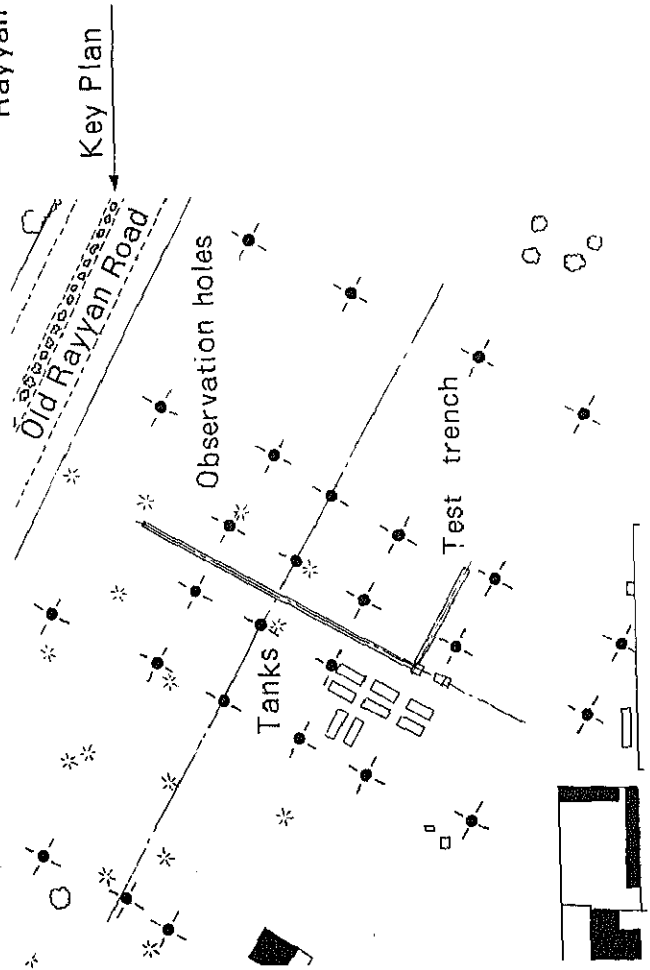 Rayyan
Key Plan
Old Rayyan Road
Observation holes
Test trench
Tanks